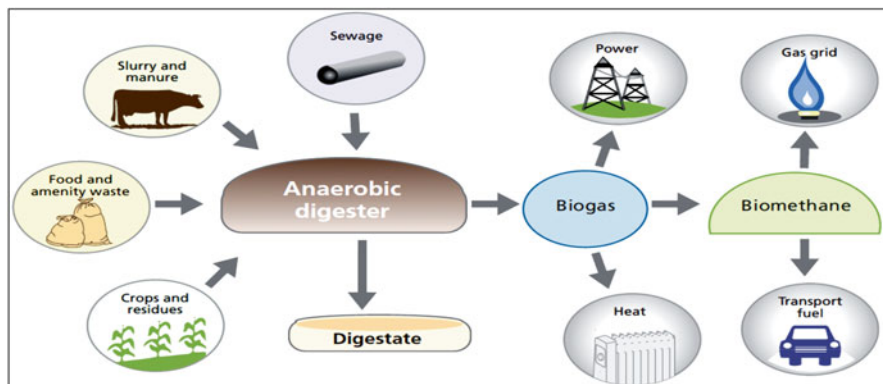 Sewage
Slurry and
manure
Power
Gas grid
Food and
amenity waste
Anaerobic
digester
Biogas
Biomethane
Crops and
residues
Digestate
Heat
Transport
fuel